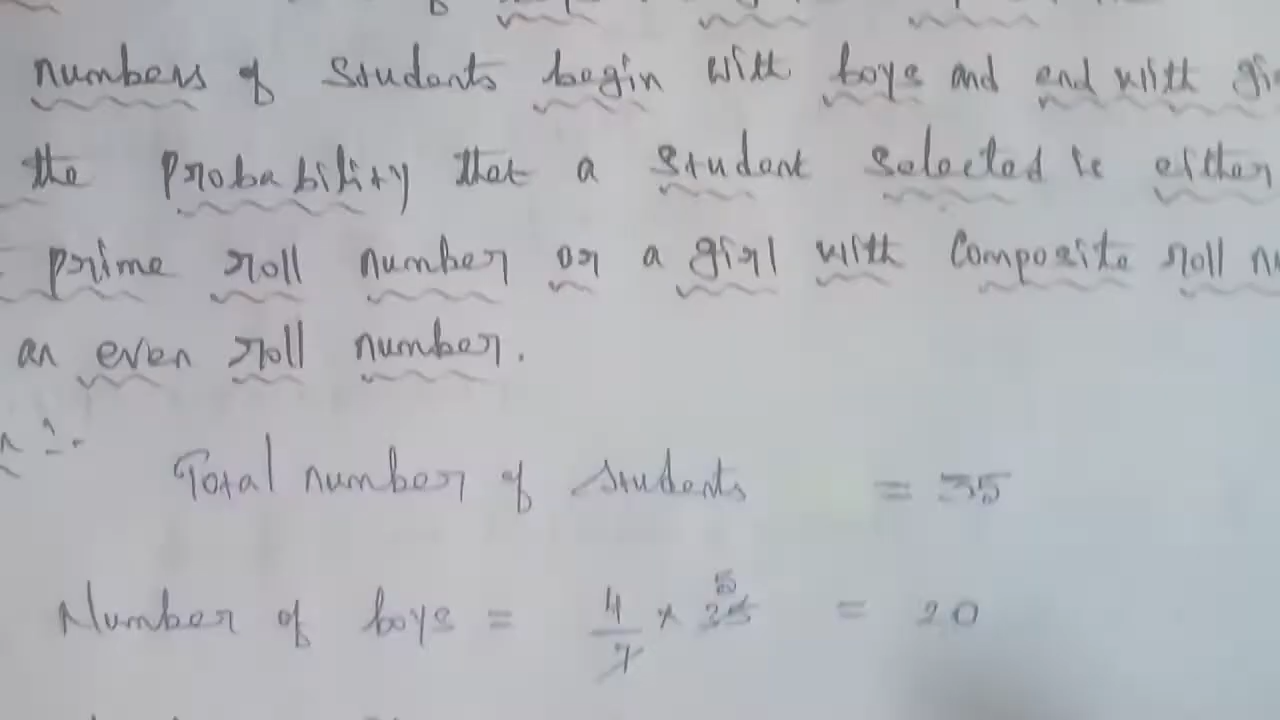 numbers of students begin with boys and end with
the probability that a student selected is either
prime roll number or a girl with composite roll
an even roll number.
Total number of students = 35
Number of boys = 4/7 × 35 5 = 20